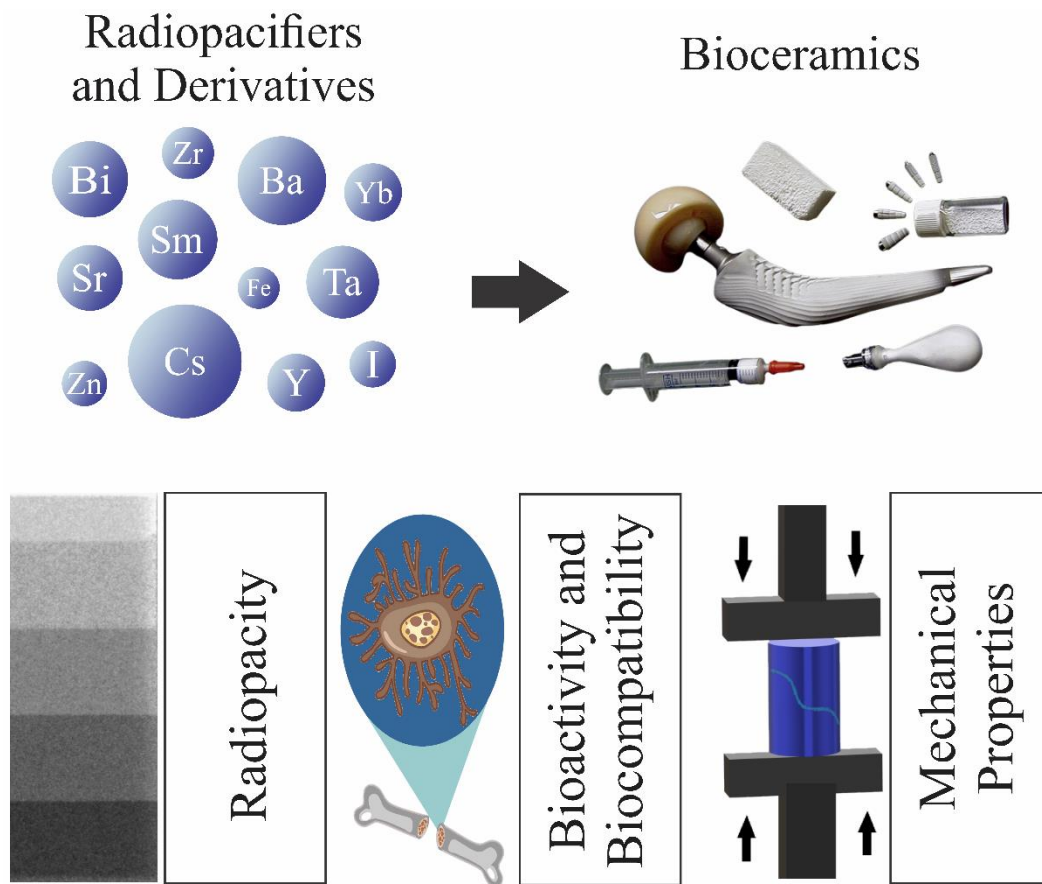 Radiopacifiers
and Derivatives
Bioceramics
Bi
Zr
Ba
Yb
Sm
Sr
Fe
Ta
Cs
Zn
Y
I
Radiopacity
Bioactivity and
Biocompatibility
Mechanical
Properties